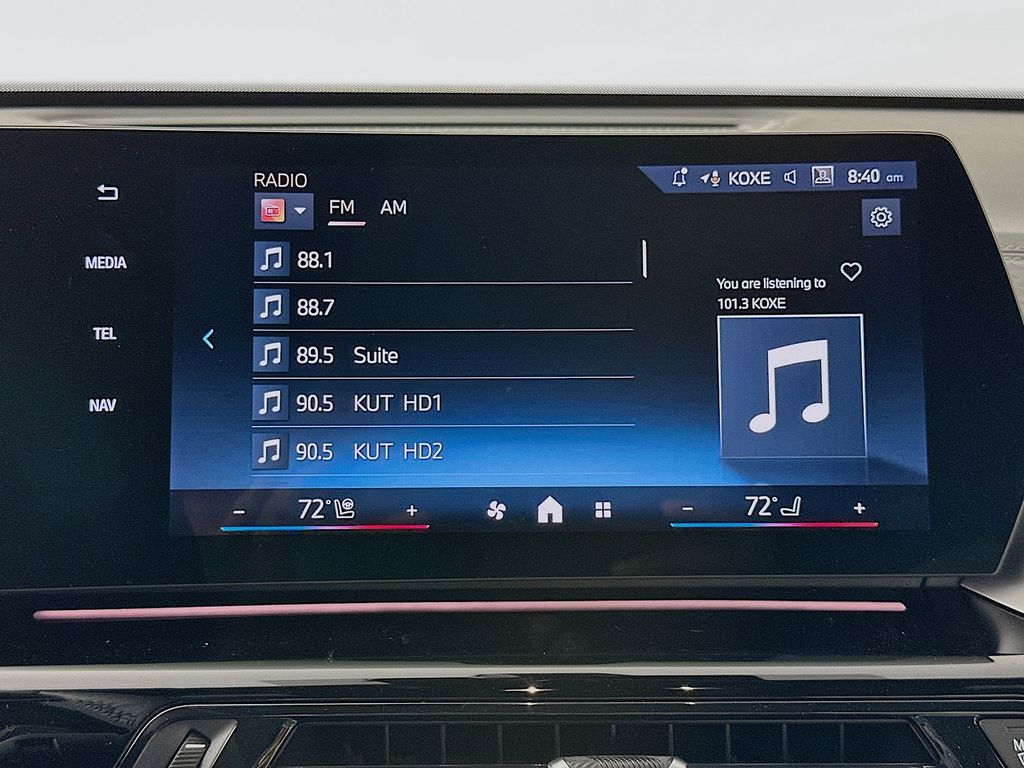 RADIO
KOXE 8:40 am
FM AM
MEDIA
88.1
You are listening to
101.3 KOXE
88.7
TEL
89.5 Suite
NAV
90.5 KUT HD1
90.5 KUT HD2
- 72° + - 72° +